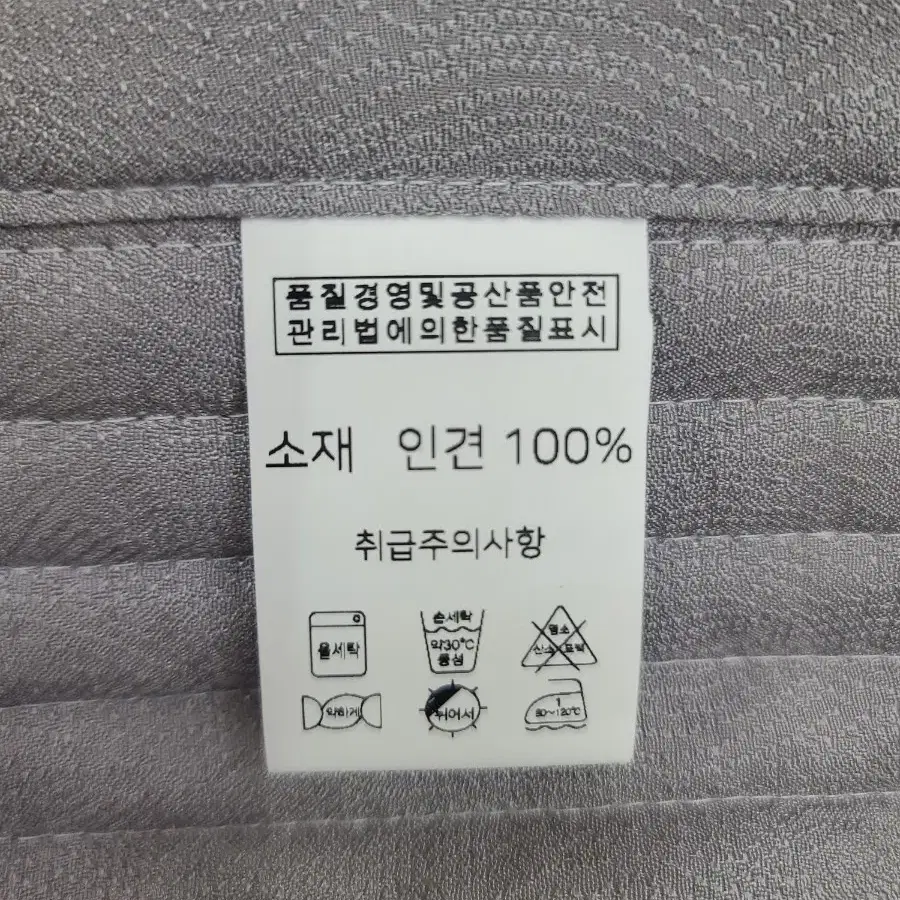 품질경영및공산품안전
관리법에의한품질표시
소재 인견 100%
취급주의사항
울세탁
손세탁
약30℃
중성
염소
산소 표백
약하게
뉘어서
1
80~120℃